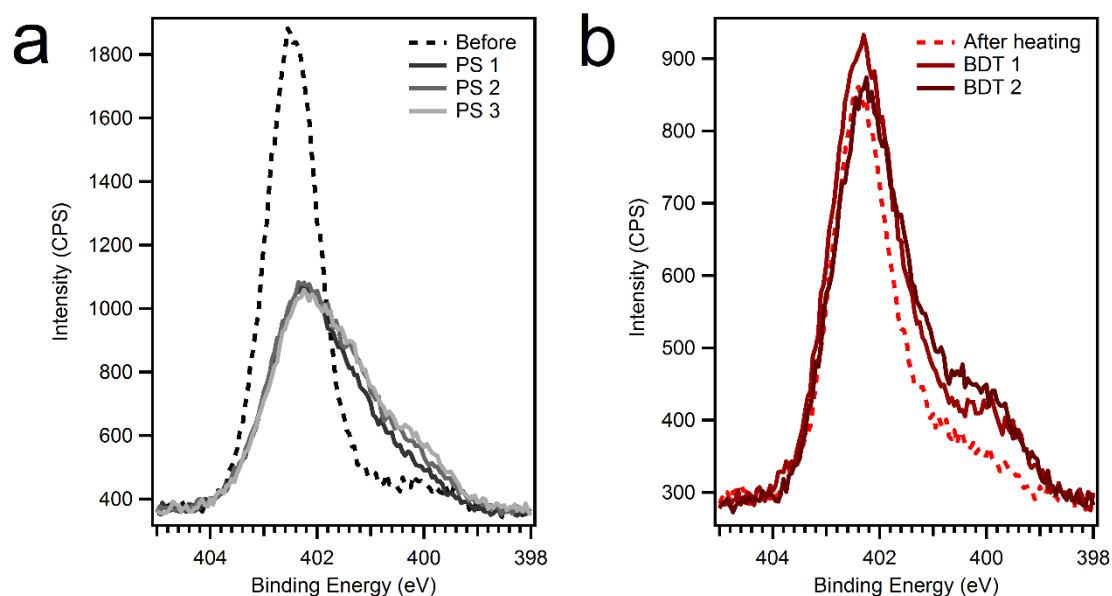 a
Before
PS 1
PS 2
PS 3
1800
1600
1400
1200
1000
800
600
400
Intensity (CPS)
404
402
400
398
Binding Energy (eV)
b
After heating
BDT 1
BDT 2
900
800
700
600
500
400
300
Intensity (CPS)
404
402
400
398
Binding Energy (eV)